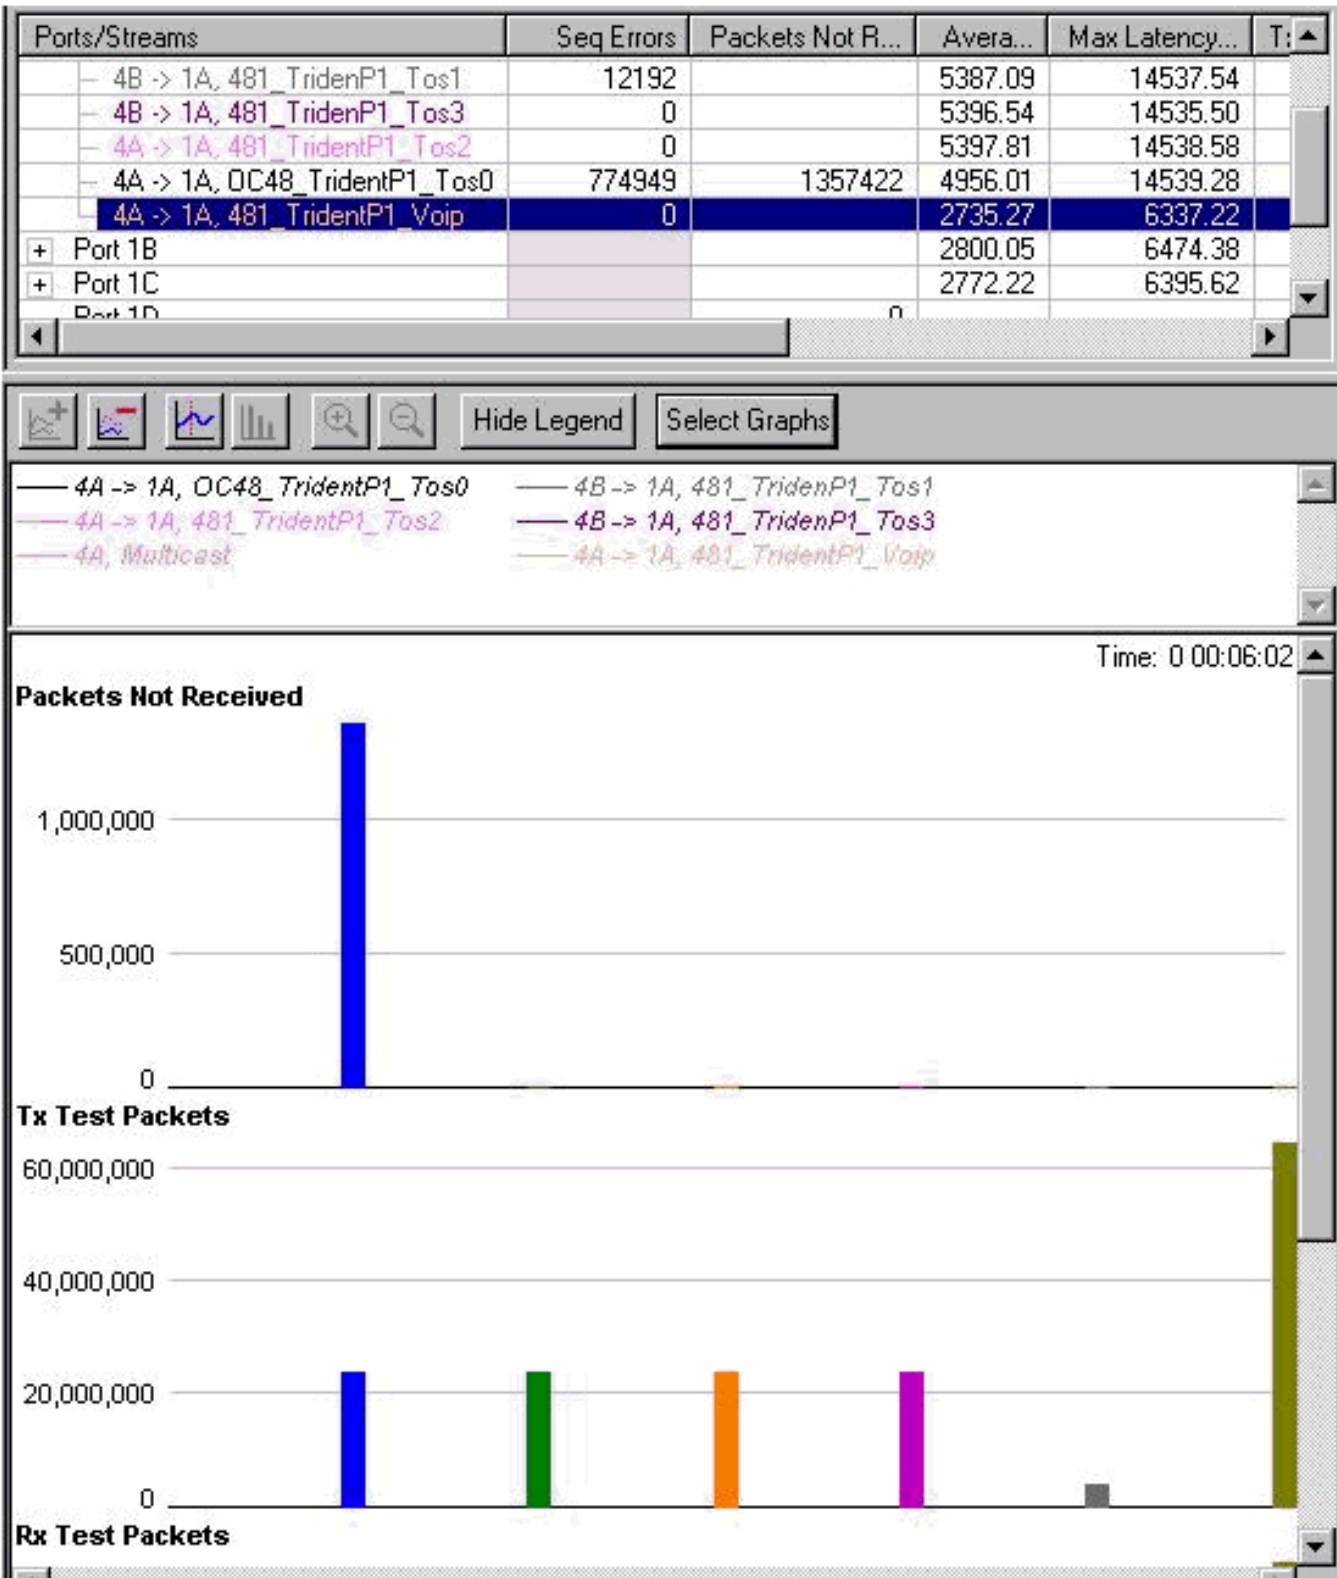 Ports/Streams Seq Errors Packets Not R... Avera... Max Latency...
4B -> 1A, 481_TridenP1_Tos1 12192 5387.09 14537.54
4B -> 1A, 481_TridenP1_Tos3 0 5396.54 14535.50
4A -> 1A, 481_TridentP1_Tos2 0 5397.81 14538.58
4A -> 1A, OC48_TridentP1_Tos0 774949 1357422 4956.01 14539.28
4A -> 1A, 481_TridentP1_Voip 0 2735.27 6337.22
+ Port 1B 2800.05 6474.38
+ Port 1C 2772.22 6395.62
Port 1D 0
Hide Legend Select Graphs
4A -> 1A, OC48_TridentP1_Tos0 4B -> 1A, 481_TridenP1_Tos1
4A -> 1A, 481_TridentP1_Tos2 4B -> 1A, 481_TridenP1_Tos3
4A, Multicast 4A -> 1A, 481_TridentP1_Voip
Time: 0 00:06:02
Packets Not Received
1,000,000
500,000
0
Tx Test Packets
60,000,000
40,000,000
20,000,000
0
Rx Test Packets